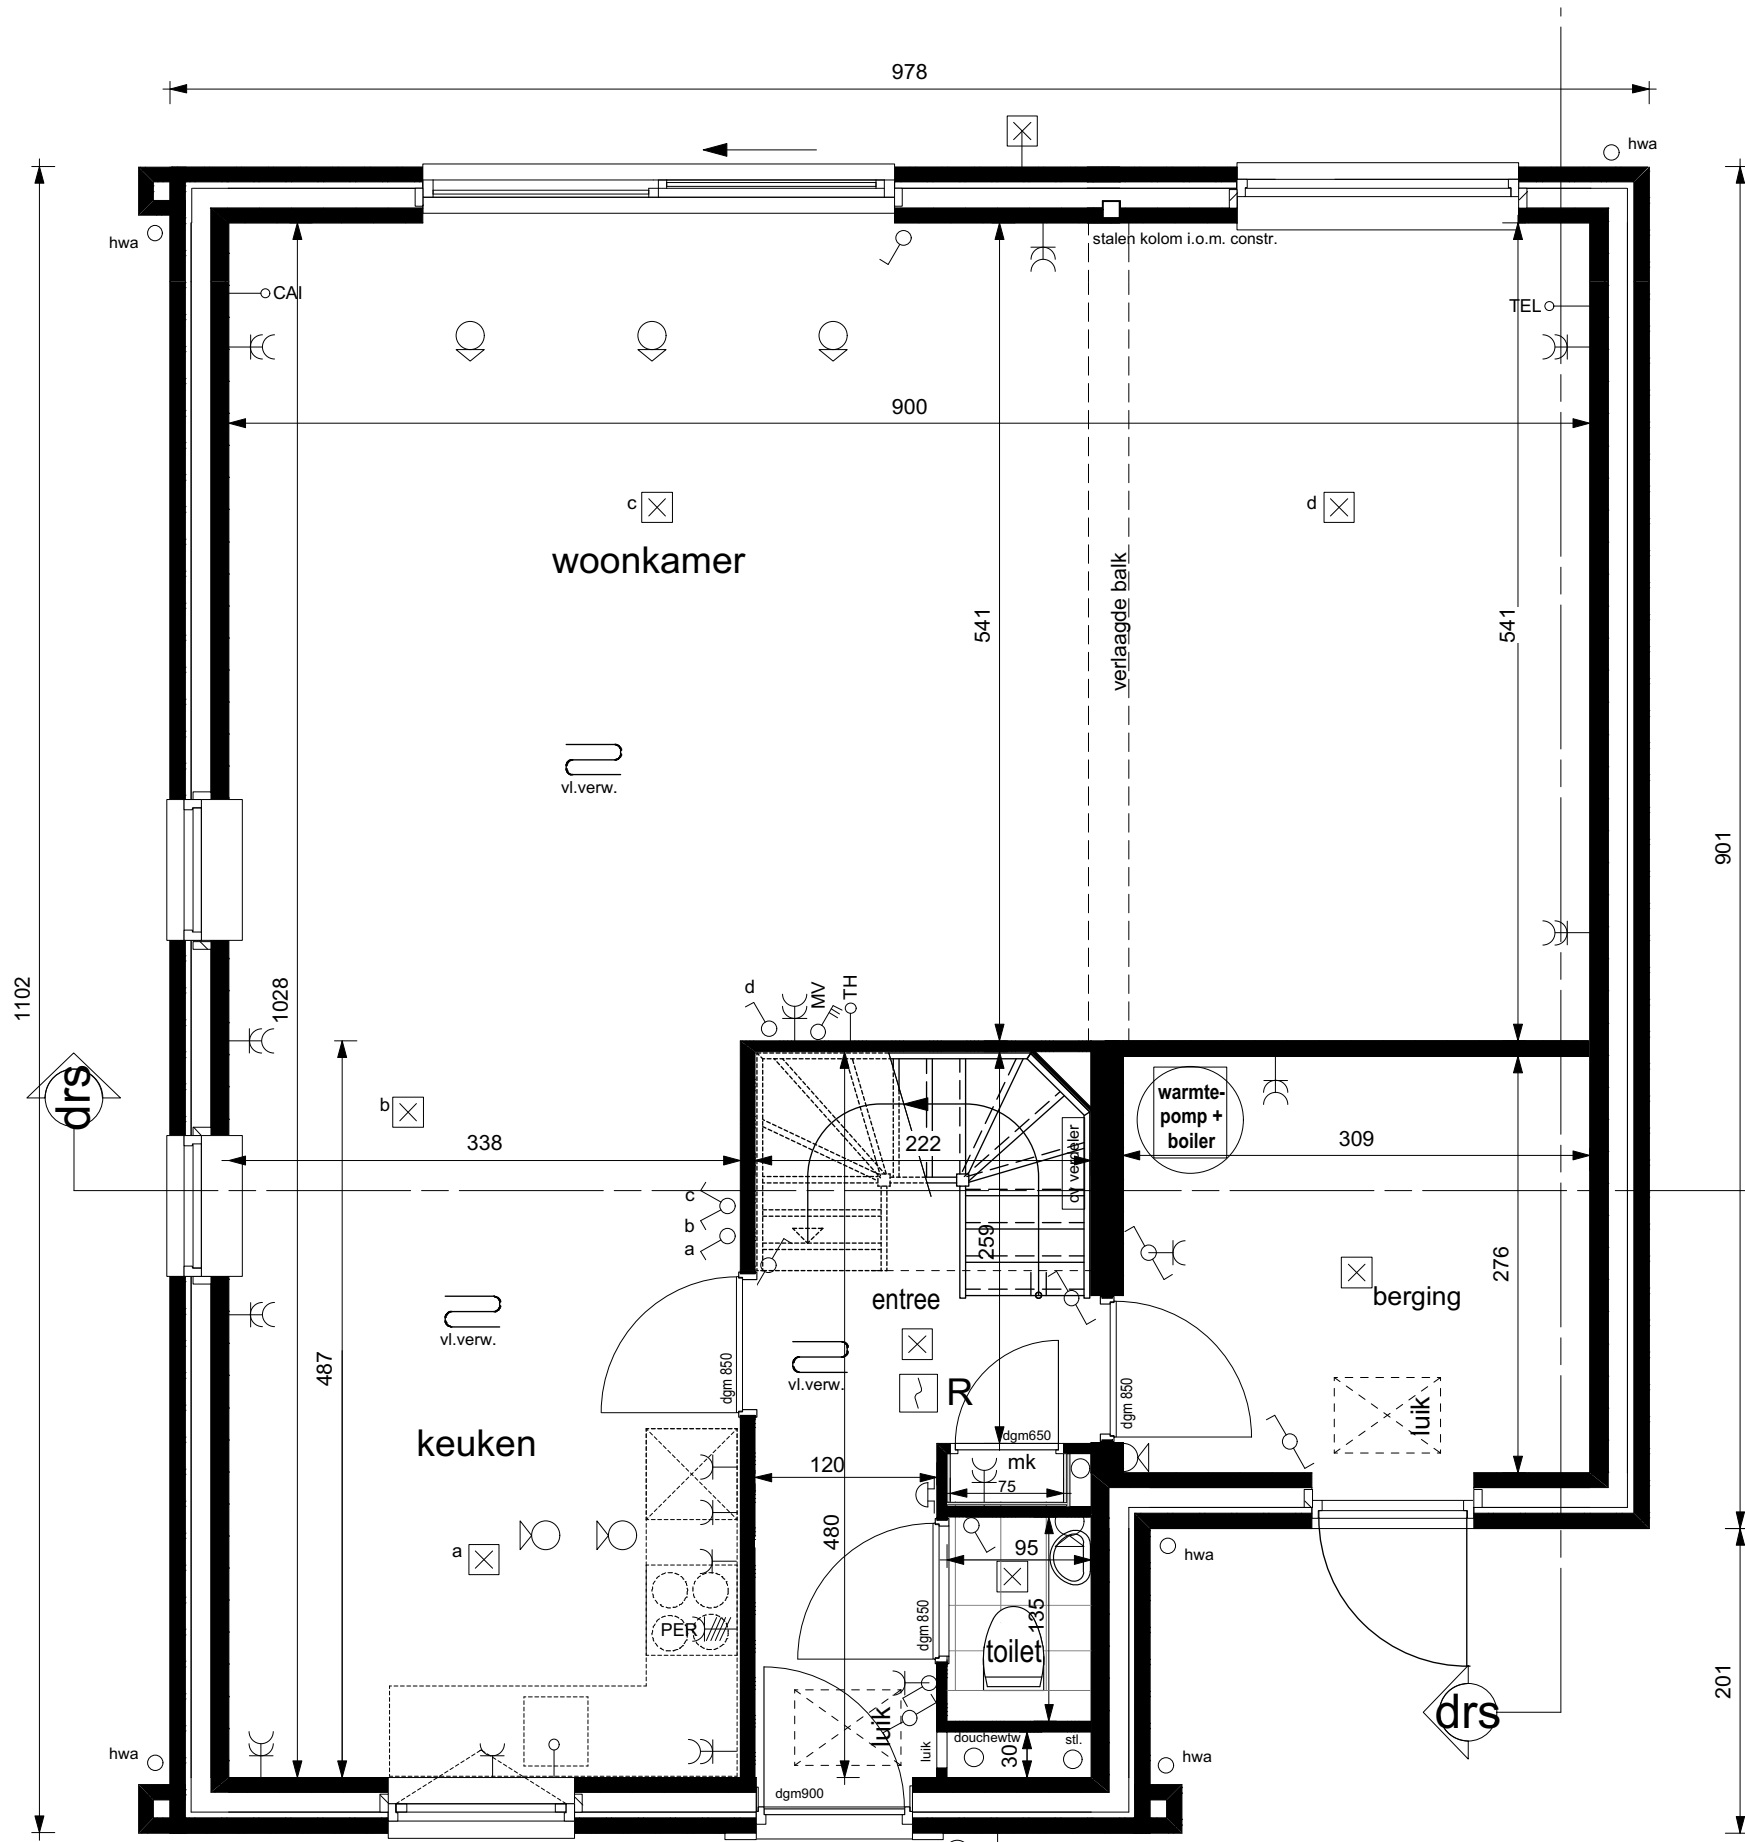 978
hwa
hwa
stalen kolom i.o.m. constr.
CAI
TEL
900
c
d
woonkamer
541
verlaagde balk
541
vl.verw.
901
1102
1028
d
MV
TH
drs
b
338
222
cv verdeler
warmte-
pomp +
boiler
309
c
b
a
259
276
entree
berging
vl.verw.
vl.verw.
487
dgm 850
R
dgm 850
luik
keuken
dgm650
mk
120
75
480
95
a
hwa
135
dgm 850
PER
toilet
201
drs
luik
douchewtw
stl.
luik
30
hwa
hwa
dgm900